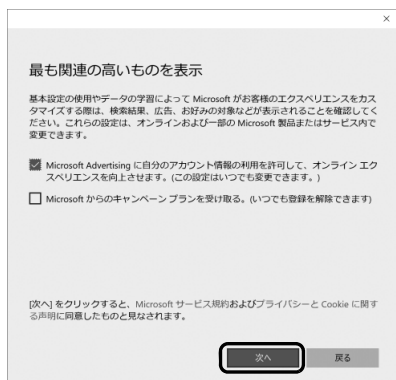 最も関連の高いものを表示
基本設定の使用やデータの学習によって Microsoft がお客様のエクスペリエンスをカス
タマイズする際は、検索結果、広告、お好みの対象などが表示されることを確認してく
ださい。これらの設定は、オンラインおよび一部の Microsoft 製品またはサービス内で
変更できます。
Microsoft Advertising に自分のアカウント情報の利用を許可して、オンライン エク
スペリエンスを向上させます。(この設定はいつでも変更できます。)
Microsoft からのキャンペーン プランを受け取る。(いつでも登録を解除できます)
[次へ] をクリックすると、Microsoft サービス規約およびプライバシーと Cookie に関す
る声明に同意したものと見なされます。
次へ 戻る